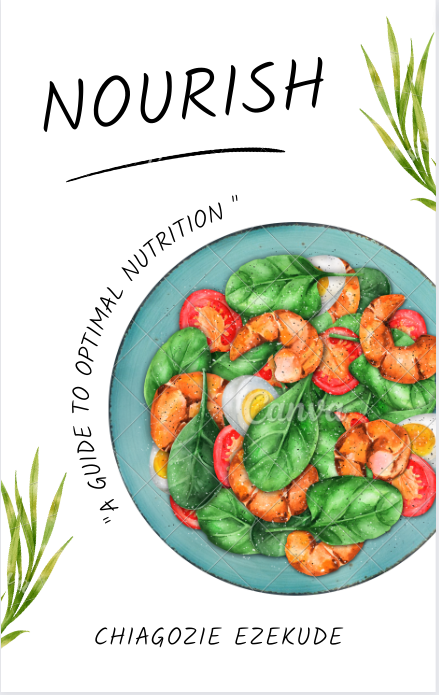 NOURISH
"A GUIDE TO OPTIMAL NUTRITION "
Canva
CHIAGOZIE EZEKUDE